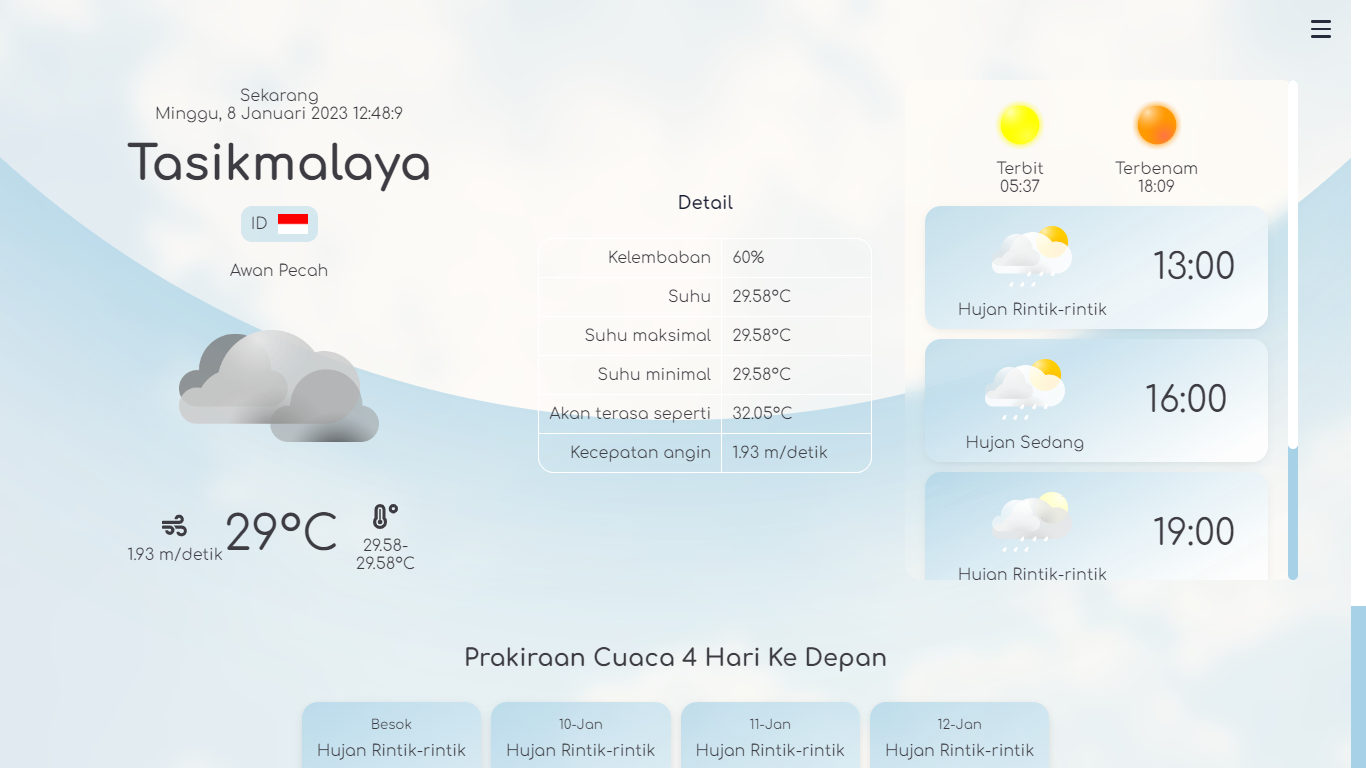 Sekarang
Minggu, 8 Januari 2023 12:48:9
Tasikmalaya
ID
Awan Pecah
1.93 m/detik
29°C
29.58-
29.58°C
Detail
Kelembaban 60%
Suhu 29.58°C
Suhu maksimal 29.58°C
Suhu minimal 29.58°C
Akan terasa seperti 32.05°C
Kecepatan angin 1.93 m/detik
Terbit
05:37
Terbenam
18:09
13:00
Hujan Rintik-rintik
16:00
Hujan Sedang
19:00
Hujan Rintik-rintik
Prakiraan Cuaca 4 Hari Ke Depan
Besok
Hujan Rintik-rintik
10-Jan
Hujan Rintik-rintik
11-Jan
Hujan Rintik-rintik
12-Jan
Hujan Rintik-rintik